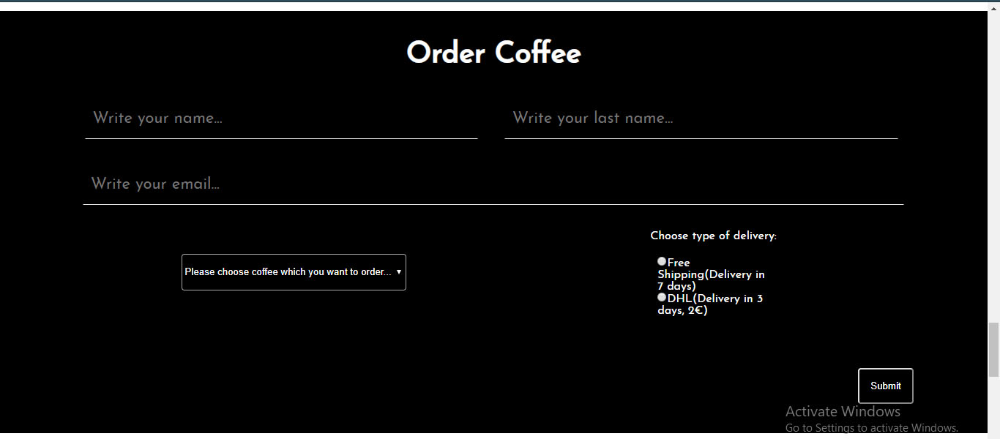 Order Coffee
Write your name...
Write your last name...
Write your email...
Choose type of delivery:
Please choose coffee which you want to order...
Free
Shipping(Delivery in
7 days)
DHL(Delivery in 3
days, 2€)
Submit
Activate Windows
Go to Settings to activate Windows.